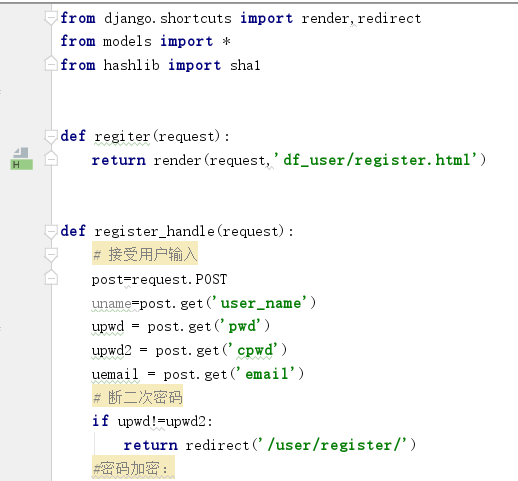 from django.shortcuts import render,redirect
from models import *
from hashlib import sha1
def regiter(request):
    return render(request,'df_user/register.html')
def register_handle(request):
    # 接受用户输入
    post=request.POST
    uname=post.get('user_name')
    upwd = post.get('pwd')
    upwd2 = post.get('cpwd')
    uemail = post.get('email')
    # 断二次密码
    if upwd!=upwd2:
        return redirect('/user/register/')
    #密码加密：